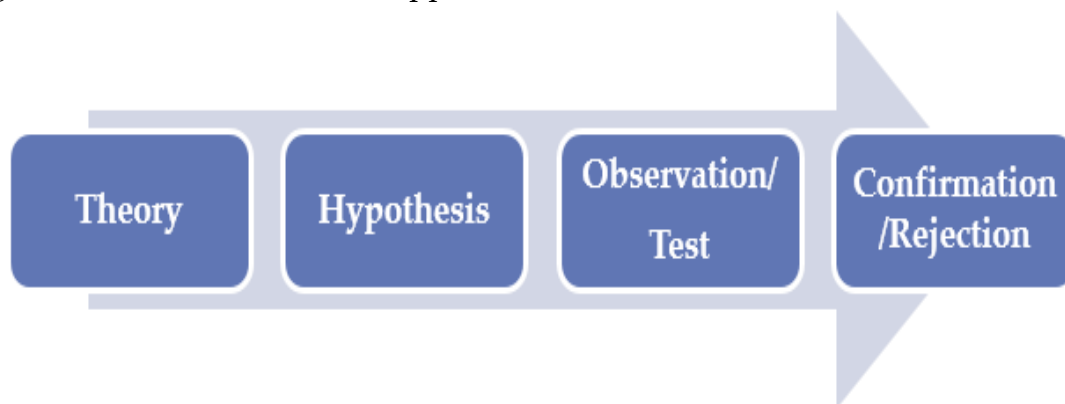 Theory
Hypothesis
Observation/
Test
Confirmation
/Rejection